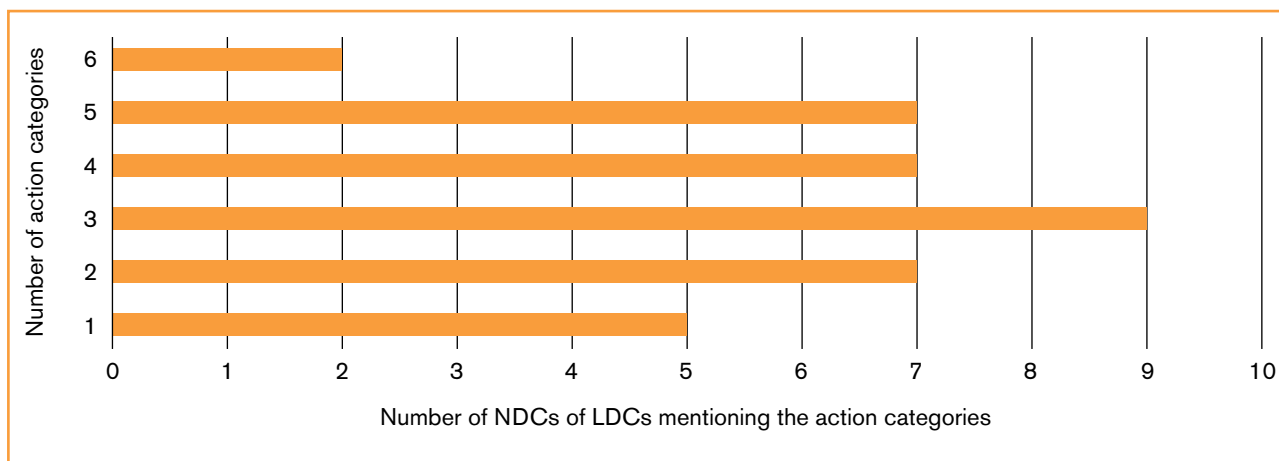 Number of action categories
6
5
4
3
2
1
0 1 2 3 4 5 6 7 8 9 10
Number of NDCs of LDCs mentioning the action categories